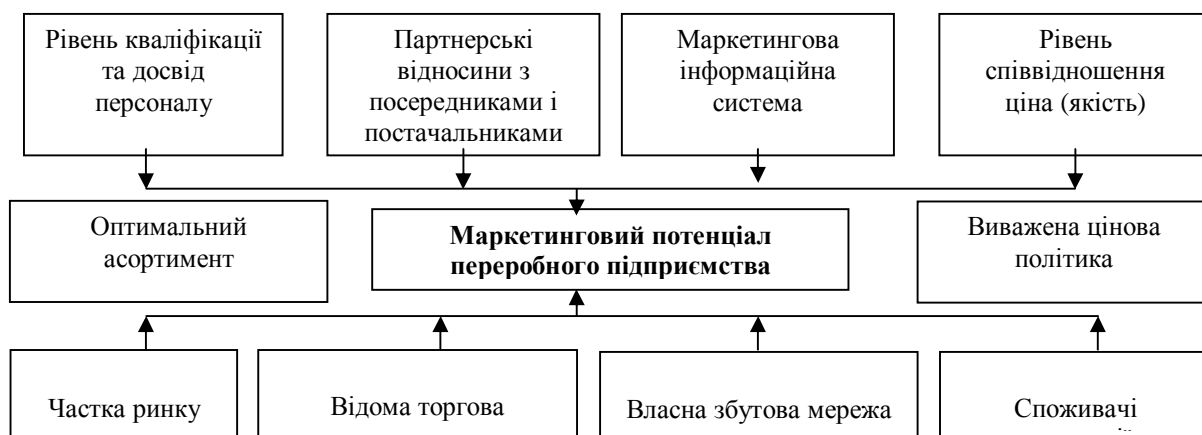 Рівень кваліфікації
та досвід
персоналу
Партнерські
відносини з
посередниками і
постачальниками
Маркетингова
інформаційна
система
Рівень
співвідношення
ціна (якість)
Оптимальний
асортимент
Маркетинговий потенціал
переробного підприємства
Виважена цінова
політика
Частка ринку
Відома торгова
Власна збутова мережа
Споживачі